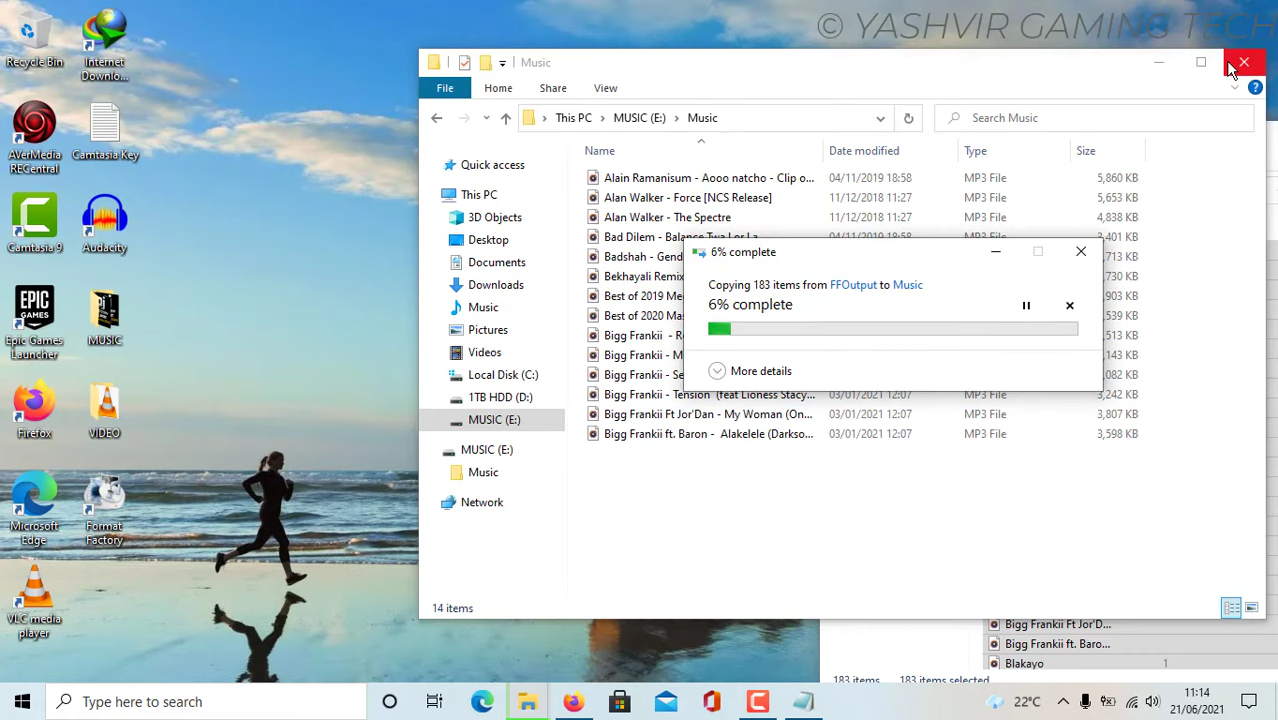 © YASHVIR GAMING TECH
Recycle Bin
Internet
Downlo...
AVerMedia
RECentral
Camtasia Key
Camtasia 9
Audacity
Epic Games
Launcher
MUSIC
Firefox
VIDEO
Microsoft
Edge
Format
Factory
VLC media
player
Music
File Home Share View
This PC > MUSIC (E:) > Music
Search Music
Name Date modified Type Size
Quick access
This PC
3D Objects
Desktop
Documents
Downloads
Music
Pictures
Videos
Local Disk (C:)
1TB HDD (D:)
MUSIC (E:)
MUSIC (E:)
Music
Network
Alain Ramanisum - Aooo natcho - Clip o... 04/11/2019 18:58 MP3 File 5,860 KB
Alan Walker - Force [NCS Release] 11/12/2018 11:27 MP3 File 5,653 KB
Alan Walker - The Spectre 11/12/2018 11:27 MP3 File 4,838 KB
Bad Dilem - Balance Twa Lor La 04/11/2019 18:58 MP3 File ,401 KB
Badshah - Gend ,713 KB
Bekhayali Remix ,730 KB
Best of 2019 Me ,903 KB
Best of 2020 Ma ,539 KB
Bigg Frankii - R
Bigg Frankii - M ,143 KB
Bigg Frankii - Se ,082 KB
Bigg Frankii - Tension (feat Lioness Stacy... 03/01/2021 12:07 MP3 File 3,242 KB
Bigg Frankii Ft Jor'Dan - My Woman (On... 03/01/2021 12:07 MP3 File 3,807 KB
Bigg Frankii ft. Baron - Alakelele (Darkso... 03/01/2021 12:07 MP3 File 3,598 KB
6% complete
Copying 183 items from FFOutput to Music
6% complete
More details
14 items
Bigg Frankii Ft Jor'D...
Bigg Frankii ft. Baro...
Blakayo 1
183 items 183 items selected
Type here to search
22°C
11:14
21/06/2021